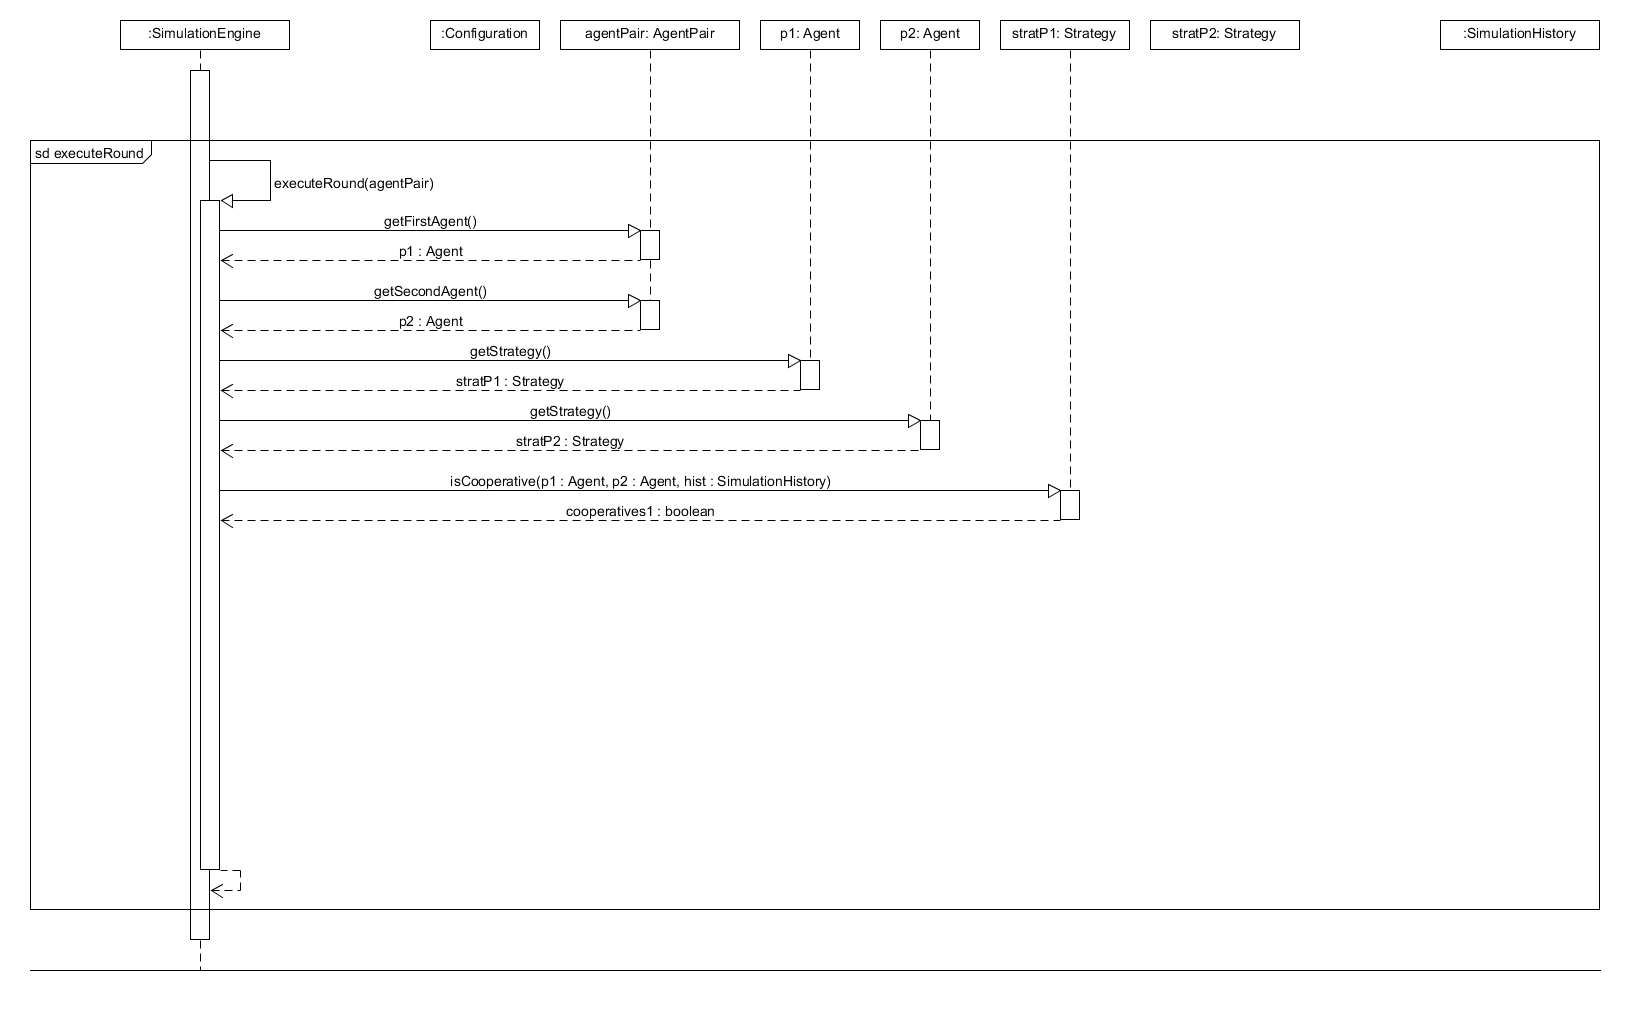 :SimulationEngine
:Configuration
agentPair: AgentPair
p1: Agent
p2: Agent
stratP1: Strategy
stratP2: Strategy
:SimulationHistory
sd executeRound
executeRound(agentPair)
getFirstAgent()
p1 : Agent
getSecondAgent()
p2 : Agent
getStrategy()
stratP1 : Strategy
getStrategy()
stratP2 : Strategy
isCooperative(p1 : Agent, p2 : Agent, hist : SimulationHistory)
cooperatives1 : boolean